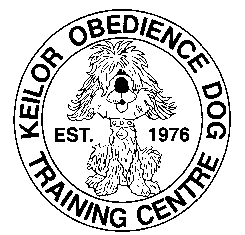 KEILOR OBEDIENCE DOG
EST. 1976
TRAINING CENTRE